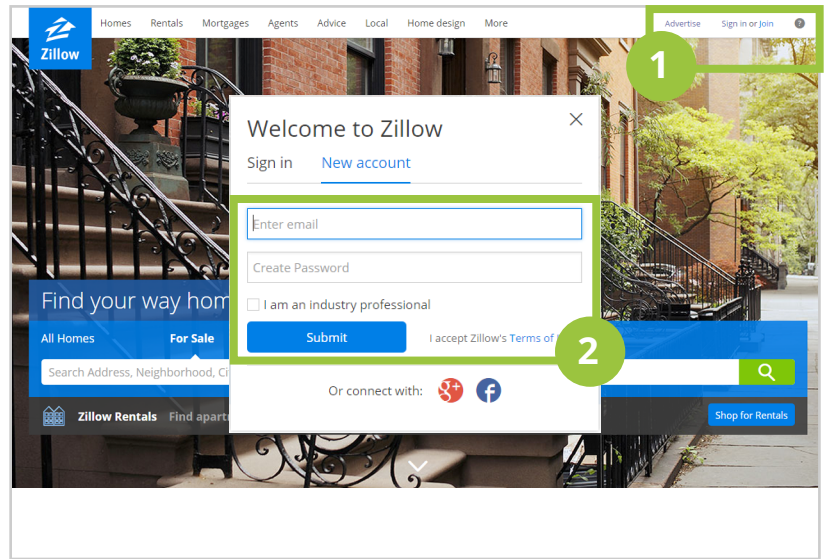 Homes Rentals Mortgages Agents Advice Local Home design More Advertise Sign in or Join ?
Zillow
1
Welcome to Zillow
Sign in New account
Enter email
Create Password
I am an industry professional
Submit I accept Zillow's Terms of
2
Find your way hom
All Homes For Sale
Search Address, Neighborhood, Ci
Or connect with: g+ f
Zillow Rentals Find apart
Shop for Rentals